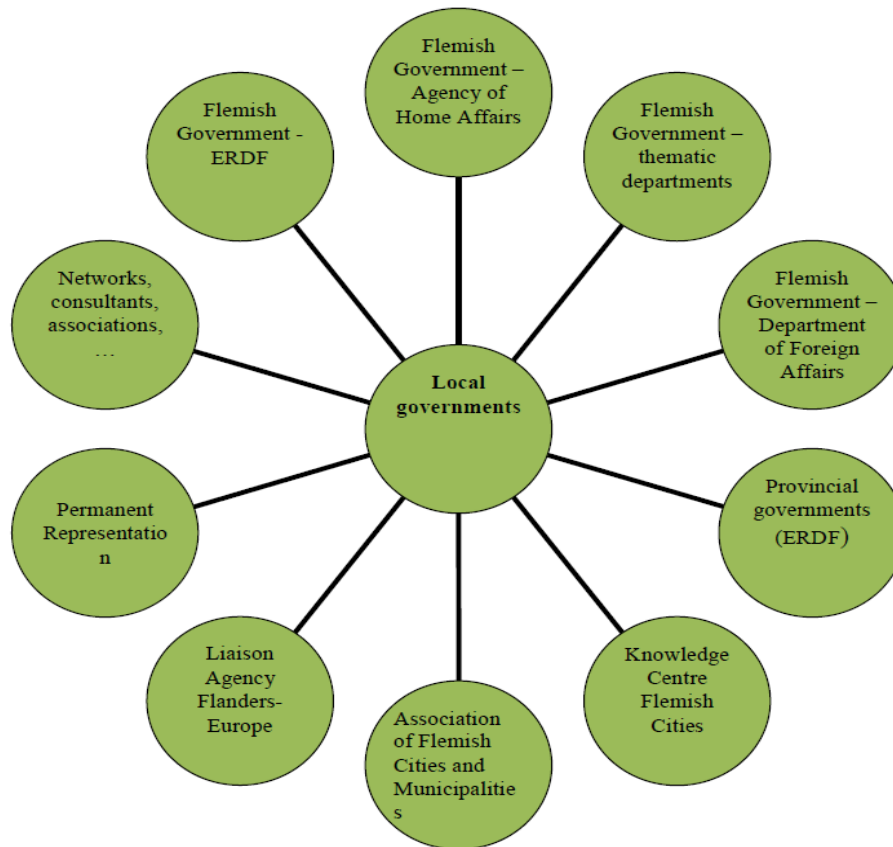 Flemish
Government –
Agency of
Home Affairs
Flemish
Government –
thematic
departments
Flemish
Government –
Department
of Foreign
Affairs
Provincial
governments
(ERDF)
Knowledge
Centre
Flemish
Cities
Association
of Flemish
Cities and
Municipalitie
s
Liaison
Agency
Flanders-
Europe
Permanent
Representatio
n
Networks,
consultants,
associations,
…
Flemish
Government -
ERDF
Local
governments